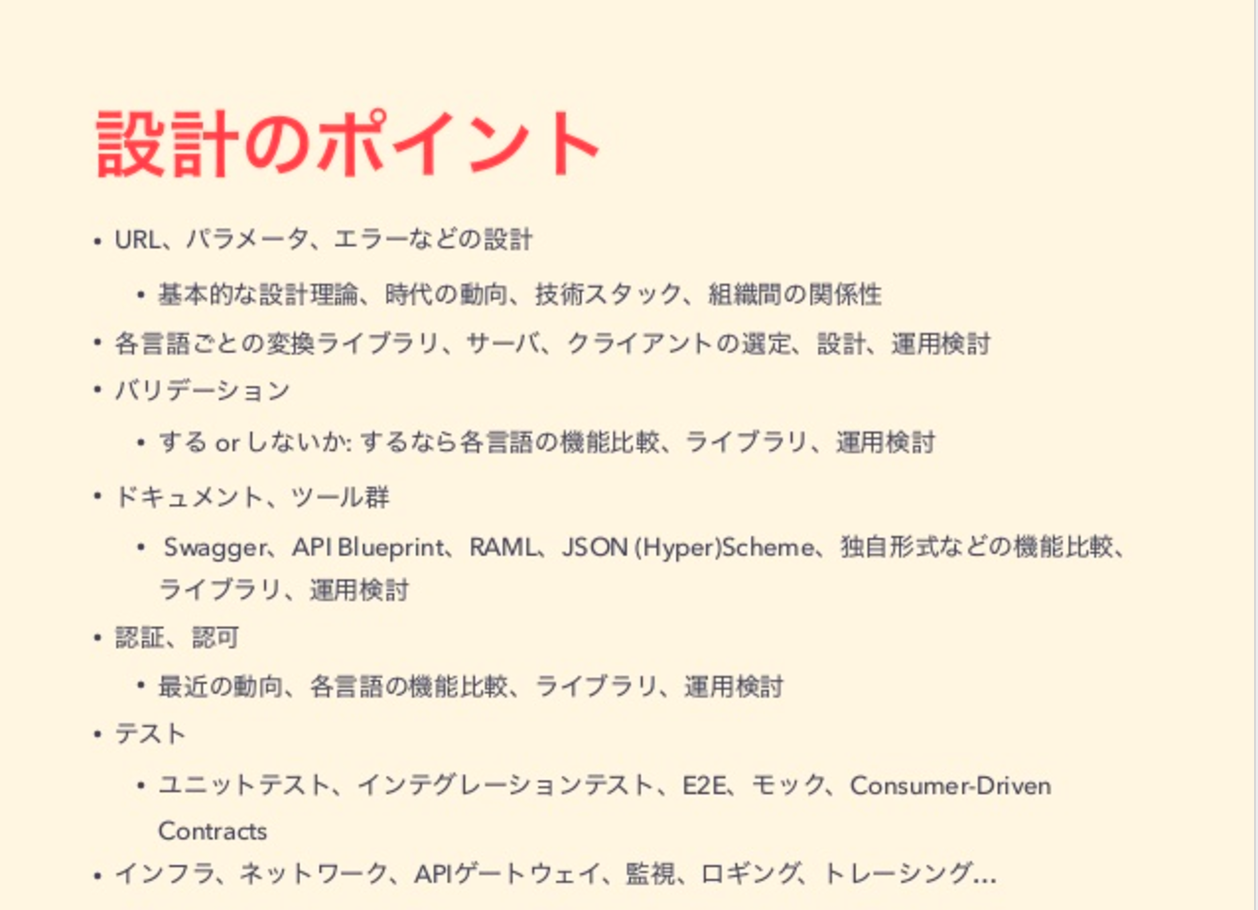 設計のポイント
• URL、パラメータ、エラーなどの設計
• 基本的な設計理論、時代の動向、技術スタック、組織間の関係性
• 各言語ごとの変換ライブラリ、サーバ、クライアントの選定、設計、運用検討
• バリデーション
• する or しないか: するなら各言語の機能比較、ライブラリ、運用検討
• ドキュメント、ツール群
• Swagger、API Blueprint、RAML、JSON (Hyper)Scheme、独自形式などの機能比較、
ライブラリ、運用検討
• 認証、認可
• 最近の動向、各言語の機能比較、ライブラリ、運用検討
• テスト
• ユニットテスト、インテグレーションテスト、E2E、モック、Consumer-Driven
Contracts
• インフラ、ネットワーク、APIゲートウェイ、監視、ロギング、トレーシング...